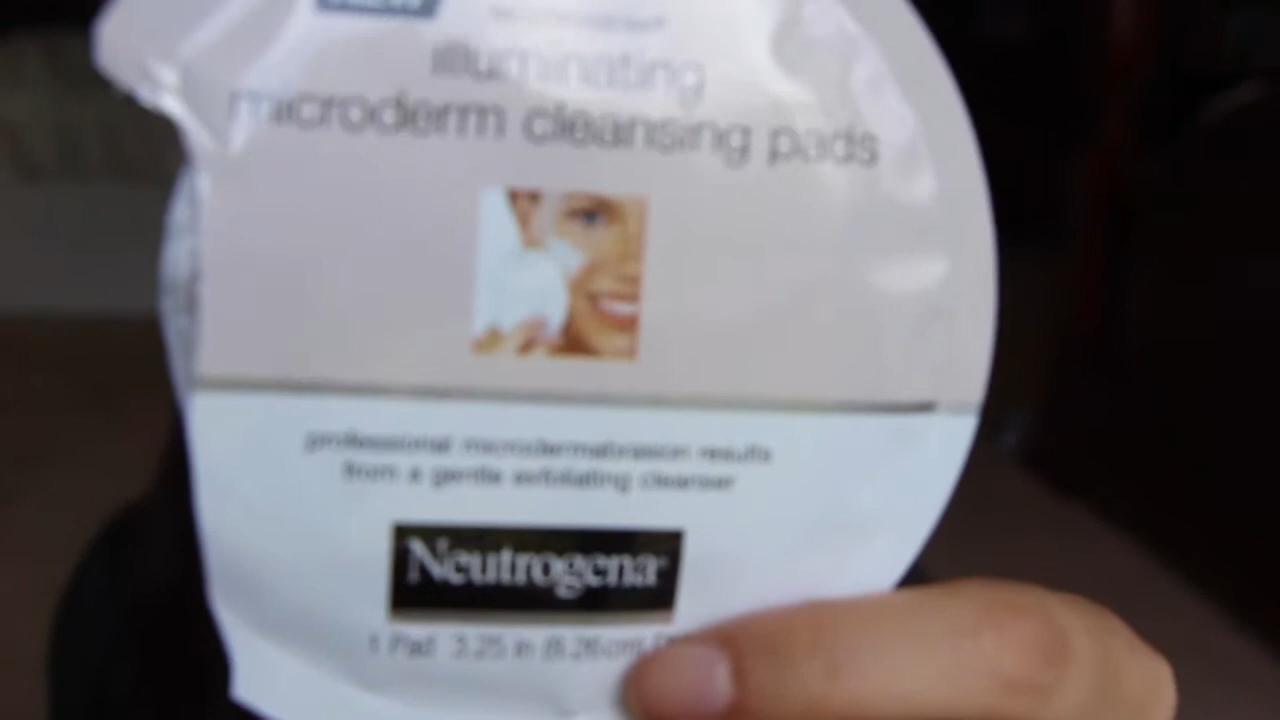 NEW
illuminating
microderm cleansing pads
professional microdermabrasion results
from a gentle exfoliating cleanser
Neutrogena®
1 Pad 3.25 in (8.26cm)